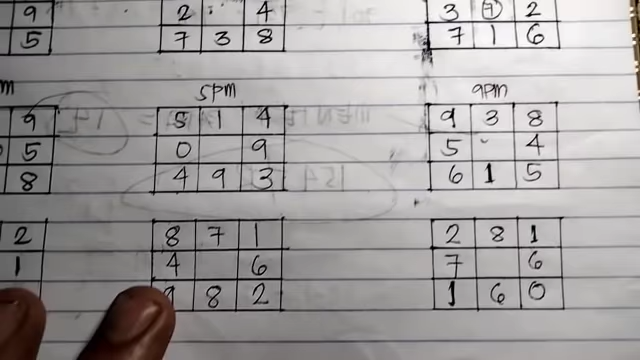 9 2 4 3 7 2
5 7 3 8 7 1 6
m 5pm 9pm
9 5 1 4 9 3 8
5 0 9 5 4
8 4 9 3 6 1 5
2 8 7 1 2 8 1
1 4 6 7 6
8 2 1 6 0